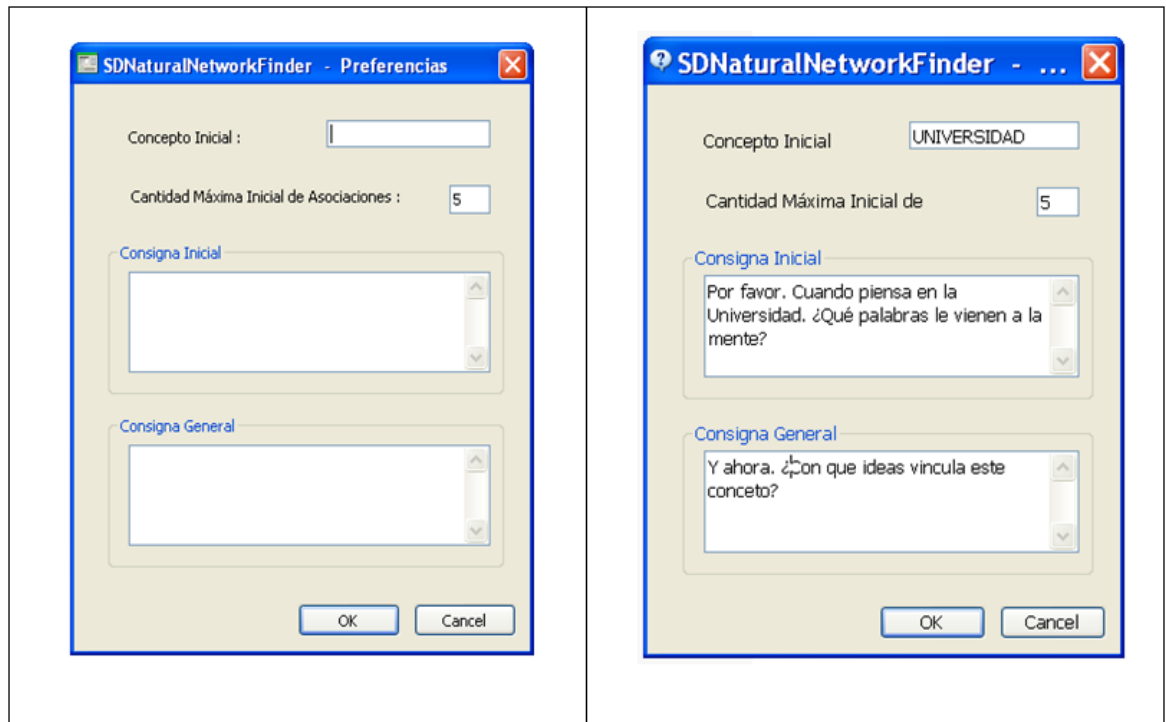 SDNaturalNetworkFinder - Preferencias
Concepto Inicial :
Cantidad Máxima Inicial de Asociaciones :
5
Consigna Inicial
Consigna General
OK
Cancel
SDNaturalNetworkFinder - ...
Concepto Inicial
UNIVERSIDAD
Cantidad Máxima Inicial de
5
Consigna Inicial
Por favor. Cuando piensa en la
Universidad. ¿Qué palabras le vienen a la
mente?
Consigna General
Y ahora. ¿Con que ideas vincula este
conceto?
OK
Cancel